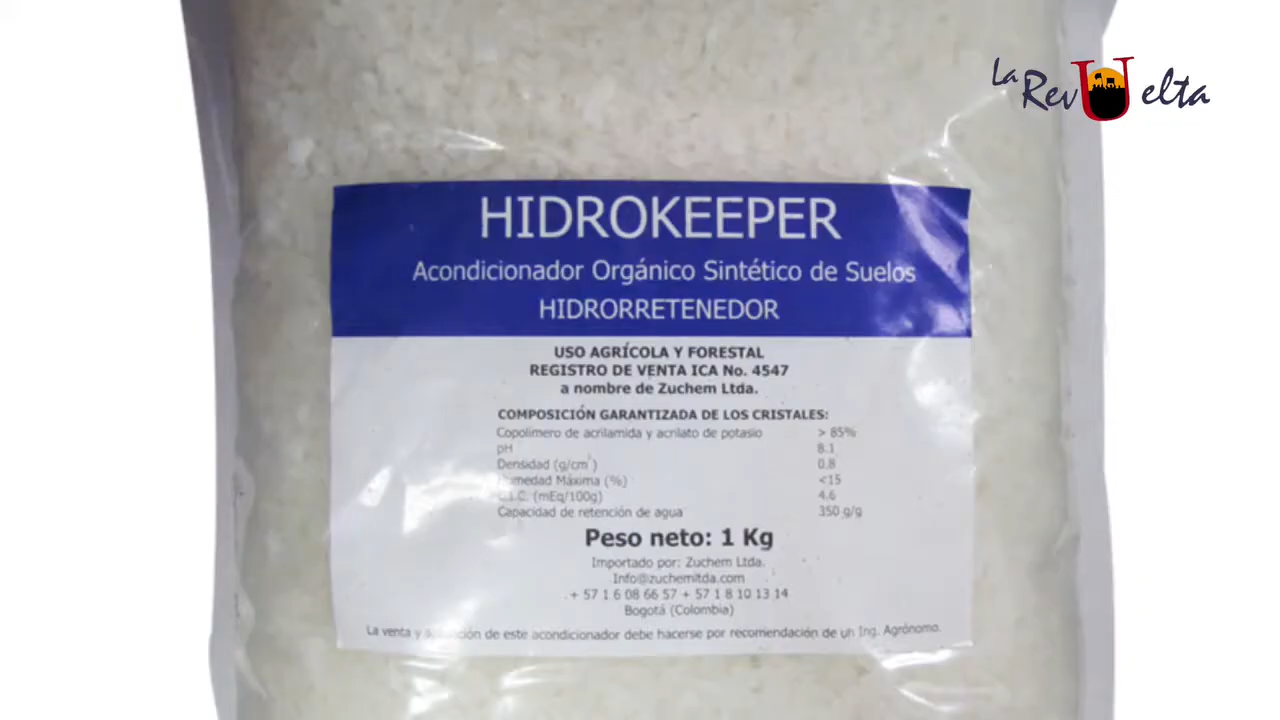 La RevUelta
HIDROKEEPER
Acondicionador Orgánico Sintético de Suelos
HIDRORRETENEDOR
USO AGRÍCOLA Y FORESTAL
REGISTRO DE VENTA ICA No. 4547
a nombre de Zuchem Ltda.
COMPOSICIÓN GARANTIZADA DE LOS CRISTALES:
Copolimero de acrilamida y acrilato de potasio > 85%
pH 8.1
Densidad (g/cm³) 0.8
Humedad Máxima (%) <15
C.I.C. (mEq/100g) 4.6
Capacidad de retención de agua 350 g/g
Peso neto: 1 Kg
Importado por: Zuchem Ltda.
Info@zuchemltda.com
+ 57 1 6 08 66 57 + 57 1 8 10 13 14
Bogotá (Colombia)
La venta y de este acondicionador debe hacerse por recomendación de un Ing. Agrónomo.